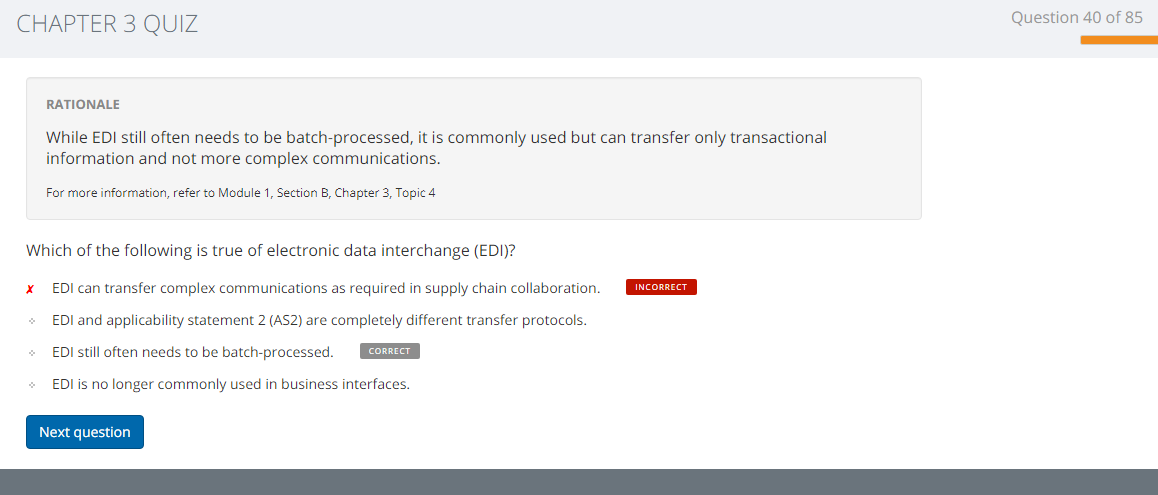 CHAPTER 3 QUIZ
Question 40 of 85
RATIONALE
While EDI still often needs to be batch-processed, it is commonly used but can transfer only transactional
information and not more complex communications.
For more information, refer to Module 1, Section B, Chapter 3, Topic 4
Which of the following is true of electronic data interchange (EDI)?
✗ EDI can transfer complex communications as required in supply chain collaboration. INCORRECT
EDI and applicability statement 2 (AS2) are completely different transfer protocols.
EDI still often needs to be batch-processed. CORRECT
EDI is no longer commonly used in business interfaces.
Next question